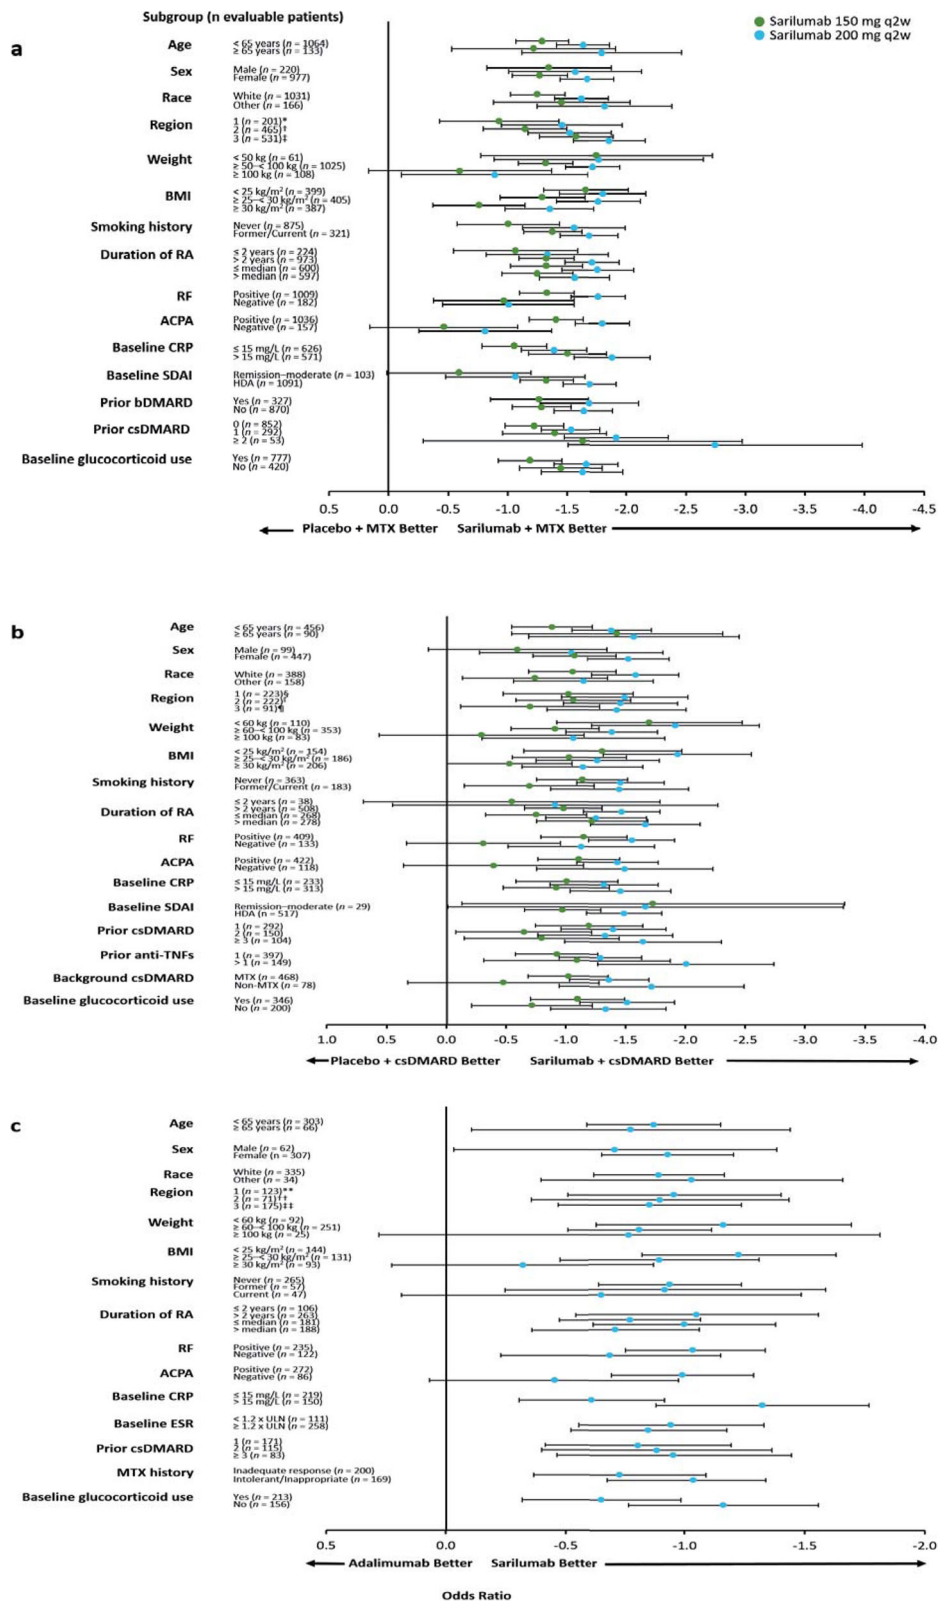 Subgroup (n evaluable patients)
Sarilumab 150 mg q2w
Sarilumab 200 mg q2w
a
Age
< 65 years (n = 1064)
≥ 65 years (n = 133)
Sex
Male (n = 220)
Female (n = 977)
Race
White (n = 1031)
Other (n = 166)
Region
1 (n = 201)*
2 (n = 465)†
3 (n = 531)‡
Weight
< 50 kg (n = 61)
≥ 50–< 100 kg (n = 1025)
≥ 100 kg (n = 108)
BMI
< 25 kg/m² (n = 399)
≥ 25–< 30 kg/m² (n = 405)
≥ 30 kg/m² (n = 387)
Smoking history
Never (n = 875)
Former/Current (n = 321)
Duration of RA
< 2 years (n = 224)
> 2 years (n = 973)
≤ median (n = 600)
> median (n = 597)
RF
Positive (n = 1009)
Negative (n = 182)
ACPA
Positive (n = 1036)
Negative (n = 157)
Baseline CRP
≤ 15 mg/L (n = 626)
> 15 mg/L (n = 571)
Baseline SDAI
Remission–moderate (n = 103)
HDA (n = 1091)
Prior bDMARD
Yes (n = 327)
No (n = 870)
Prior csDMARD
0 (n = 852)
1 (n = 292)
≥ 2 (n = 53)
Baseline glucocorticoid use
Yes (n = 777)
No (n = 420)
0.5 0.0 -0.5 -1.0 -1.5 -2.0 -2.5 -3.0 -3.5 -4.0 -4.5
Placebo + MTX Better Sarilumab + MTX Better
b
Age
< 65 years (n = 456)
≥ 65 years (n = 90)
Sex
Male (n = 99)
Female (n = 447)
Race
White (n = 388)
Other (n = 158)
Region
1 (n = 223)§
2 (n = 222)
3 (n = 91)¶
Weight
< 60 kg (n = 110)
≥ 60–< 100 kg (n = 353)
≥ 100 kg (n = 83)
BMI
< 25 kg/m² (n = 154)
≥ 25–< 30 kg/m² (n = 186)
≥ 30 kg/m² (n = 206)
Smoking history
Never (n = 363)
Former/Current (n = 183)
Duration of RA
≤ 2 years (n = 38)
> 2 years (n = 508)
≤ median (n = 268)
> median (n = 278)
RF
Positive (n = 409)
Negative (n = 133)
ACPA
Positive (n = 422)
Negative (n = 118)
Baseline CRP
≤ 15 mg/L (n = 233)
> 15 mg/L (n = 313)
Baseline SDAI
Remission–moderate (n = 29)
HDA (n = 517)
Prior csDMARD
1 (n = 292)
2 (n = 150)
≥ 3 (n = 104)
Prior anti-TNFs
1 (n = 397)
> 1 (n = 149)
Background csDMARD
MTX (n = 468)
Non-MTX (n = 78)
Baseline glucocorticoid use
Yes (n = 346)
No (n = 200)
1.0 0.5 0.0 -0.5 -1.0 -1.5 -2.0 -2.5 -3.0 -3.5 -4.0
Placebo + csDMARD Better Sarilumab + csDMARD Better
c
Age
< 65 years (n = 303)
≥ 65 years (n = 66)
Sex
Male (n = 62)
Female (n = 307)
Race
White (n = 335)
Other (n = 34)
Region
1 (n = 123)**
2 (n = 71)††
3 (n = 175)‡‡
Weight
< 60 kg (n = 92)
≥ 60–< 100 kg (n = 251)
≥ 100 kg (n = 25)
BMI
< 25 kg/m² (n = 144)
≥ 25–< 30 kg/m² (n = 131)
≥ 30 kg/m² (n = 93)
Smoking history
Never (n = 265)
Former (n = 57)
Current (n = 47)
Duration of RA
≤ 2 years (n = 106)
> 2 years (n = 263)
≤ median (n = 181)
> median (n = 188)
RF
Positive (n = 235)
Negative (n = 122)
ACPA
Positive (n = 272)
Negative (n = 86)
Baseline CRP
≤ 15 mg/L (n = 219)
> 15 mg/L (n = 150)
Baseline ESR
< 1.2 x ULN (n = 111)
≥ 1.2 x ULN (n = 258)
Prior csDMARD
1 (n = 171)
2 (n = 115)
≥ 3 (n = 83)
MTX history
Inadequate response (n = 200)
Intolerant/Inappropriate (n = 169)
Baseline glucocorticoid use
Yes (n = 213)
No (n = 156)
0.5 0.0 -0.5 -1.0 -1.5 -2.0
Adalimumab Better Sarilumab Better
Odds Ratio